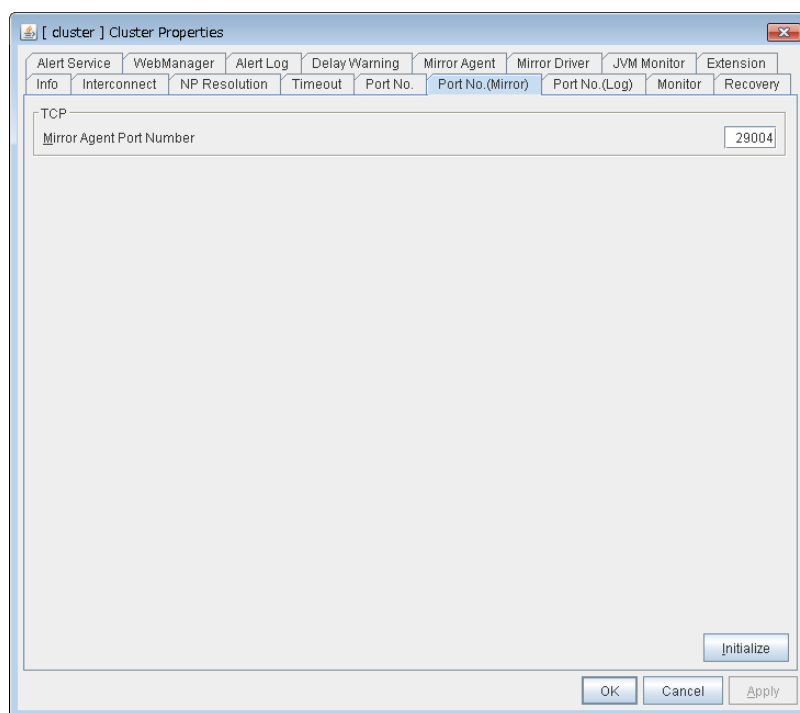 [ cluster ] Cluster Properties
Alert Service WebManager Alert Log Delay Warning Mirror Agent Mirror Driver JVM Monitor Extension
Info Interconnect NP Resolution Timeout Port No. Port No.(Mirror) Port No.(Log) Monitor Recovery
TCP
Mirror Agent Port Number 29004
Initialize
OK Cancel Apply